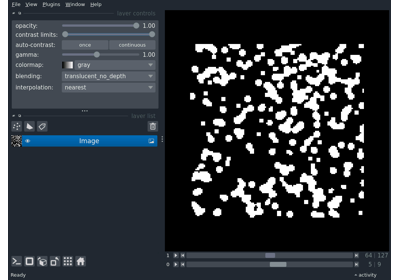 File View Plugins Window Help
layer controls
opacity: 1.00
contrast limits:
auto-contrast: once continuous
gamma: 1.00
colormap: gray
blending: translucent_no_depth
interpolation: nearest
layer list
Image
1 64 127
0 5 9
Ready activity